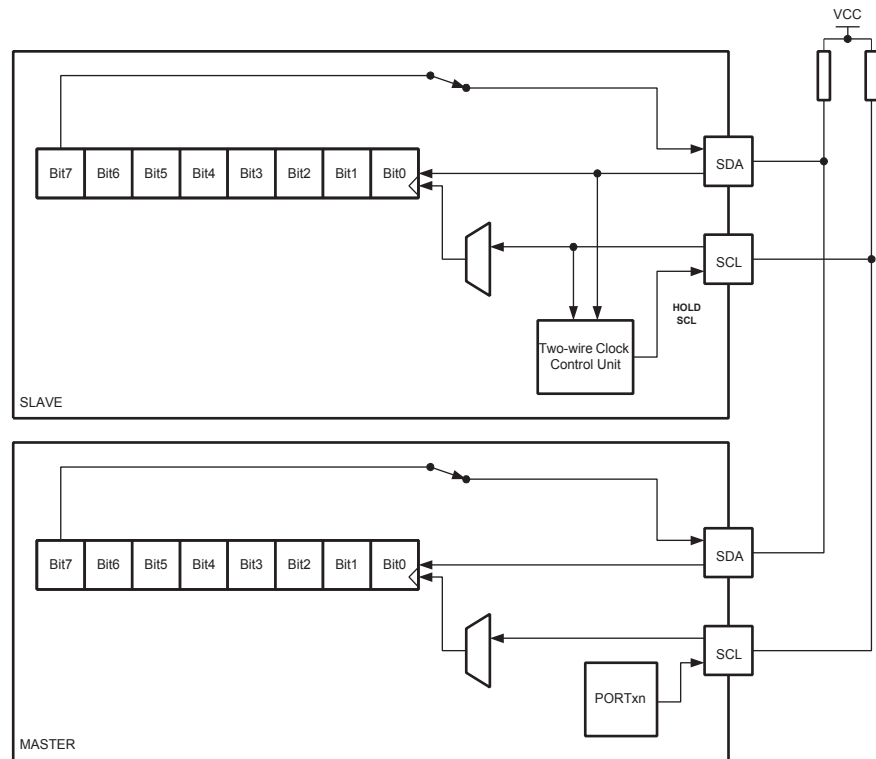 VCC
Bit7 Bit6 Bit5 Bit4 Bit3 Bit2 Bit1 Bit0
SDA
SCL
HOLD
SCL
Two-wire Clock
Control Unit
SLAVE
Bit7 Bit6 Bit5 Bit4 Bit3 Bit2 Bit1 Bit0
SDA
SCL
PORTxn
MASTER